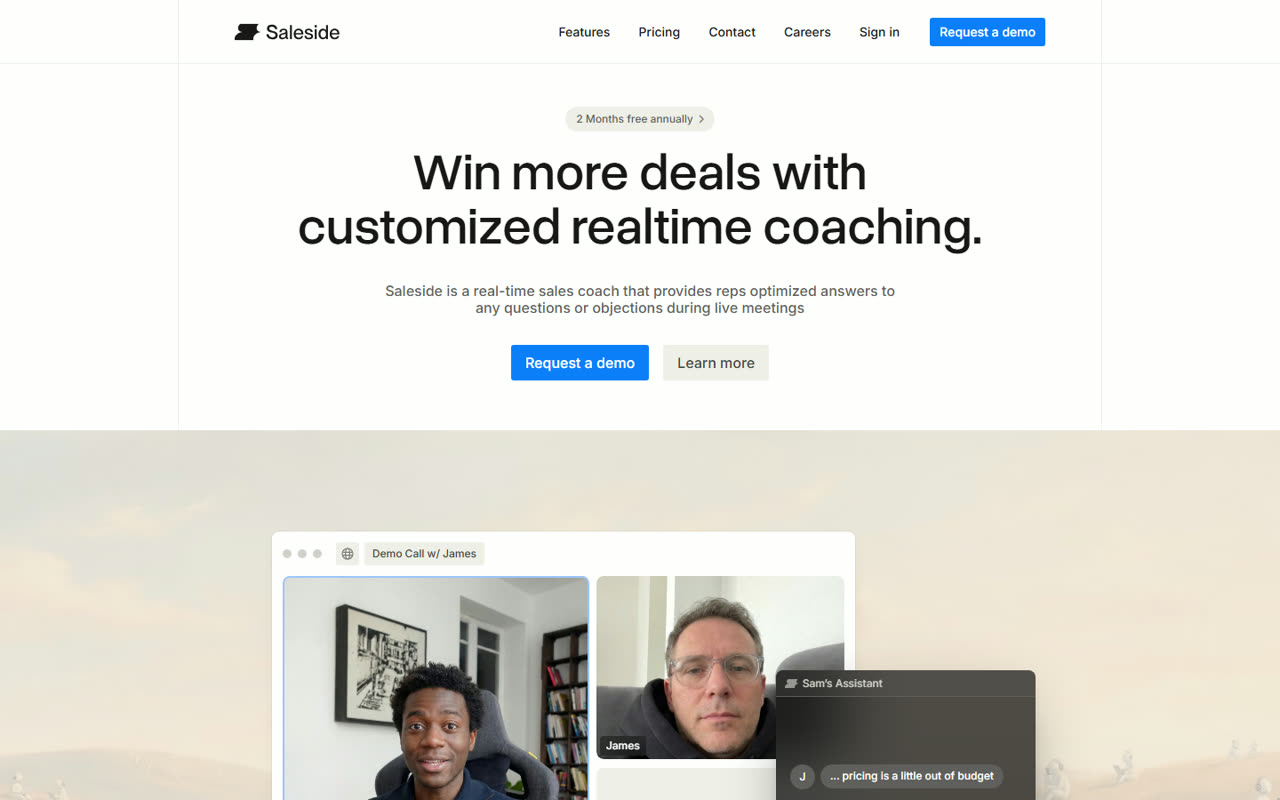 Saleside
Features
Pricing
Contact
Careers
Sign in
Request a demo
2 Months free annually
Win more deals with
customized realtime coaching.
Saleside is a real-time sales coach that provides reps optimized answers to
any questions or objections during live meetings
Request a demo
Learn more
Demo Call w/ James
James
Sam's Assistant
J
... pricing is a little out of budget